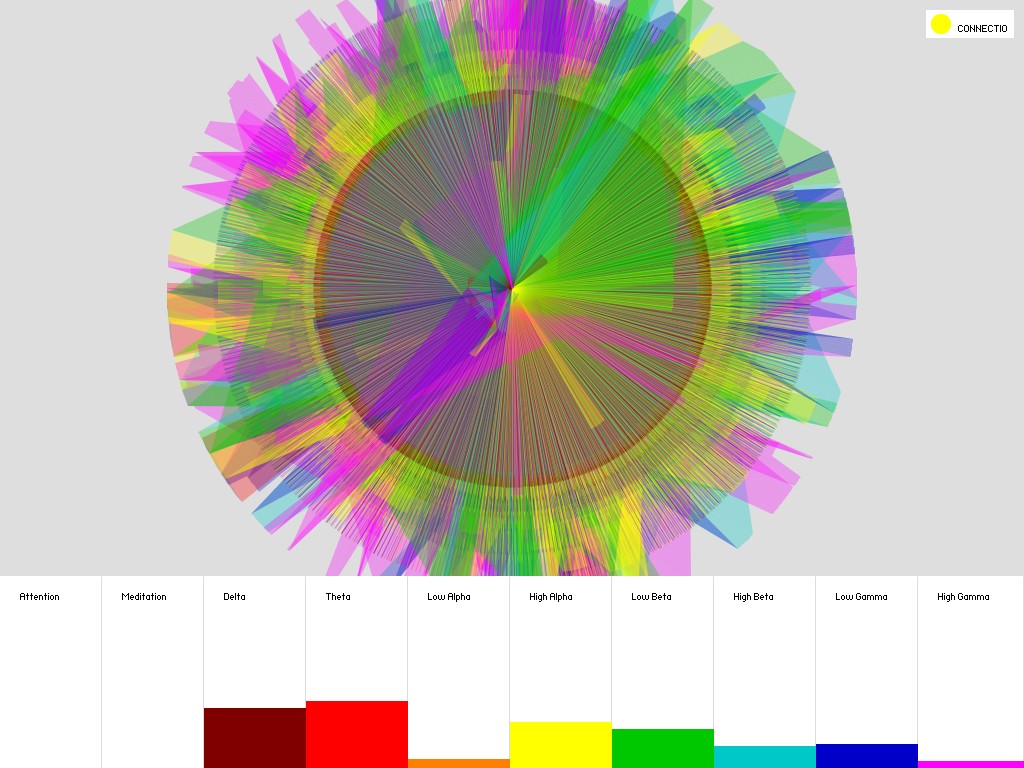 CONNECTIO
Attention
Meditation
Delta
Theta
Low Alpha
High Alpha
Low Beta
High Beta
Low Gamma
High Gamma